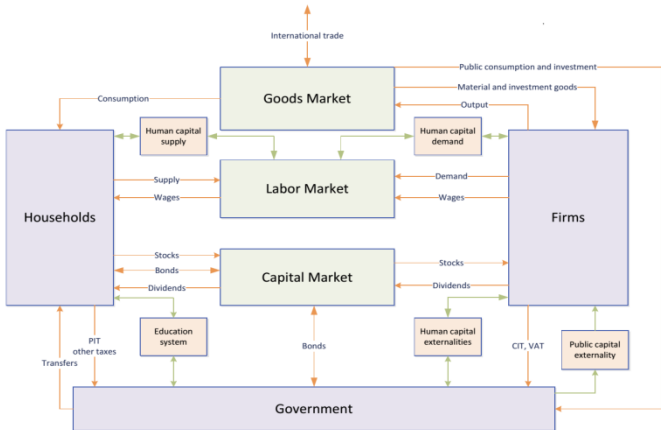 International trade
Public consumption and investment
Goods Market
Material and investment goods
Consumption
Output
Human capital
supply
Human capital
demand
Households
Supply
Wages
Labor Market
Demand
Wages
Firms
Stocks
Bonds
Dividends
Capital Market
Stocks
Dividends
PIT
other taxes
Transfers
Education
system
Bonds
Human capital
externalities
CIT, VAT
Public capital
externality
Government